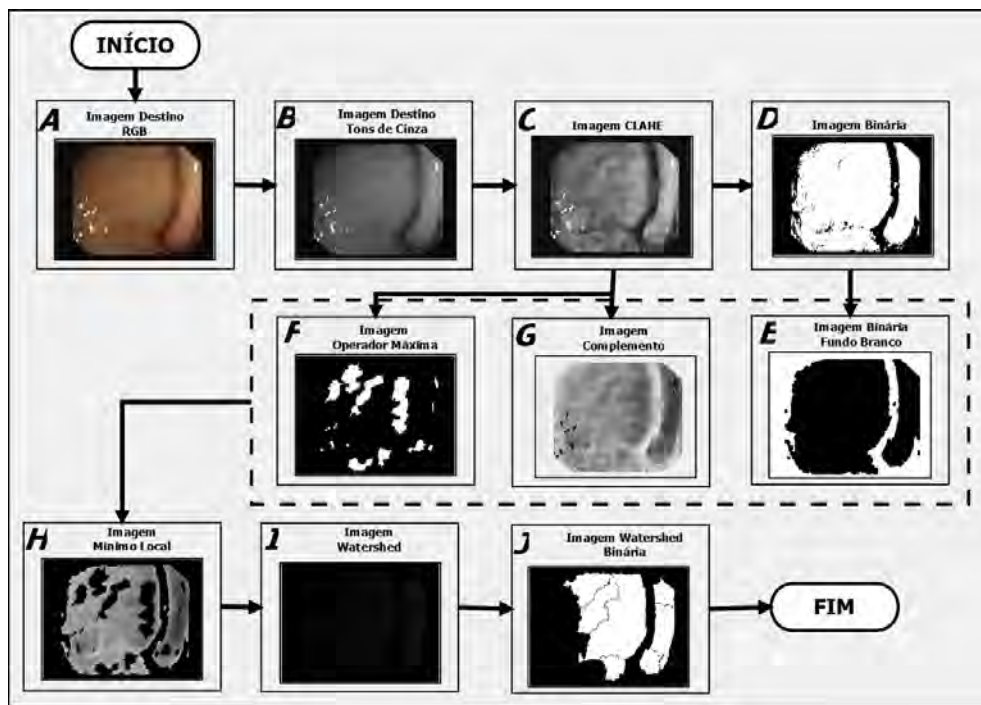 INÍCIO
A
Imagem Destino
RGB
B
Imagem Destino
Tons de Cinza
C
Imagem CLAHE
D
Imagem Binária
F
Imagem
Operador Máxima
G
Imagem
Complemento
E
Imagem Binária
Fundo Branco
H
Imagem
Mínimo Local
I
Imagem
Watershed
J
Imagem Watershed
Binária
FIM